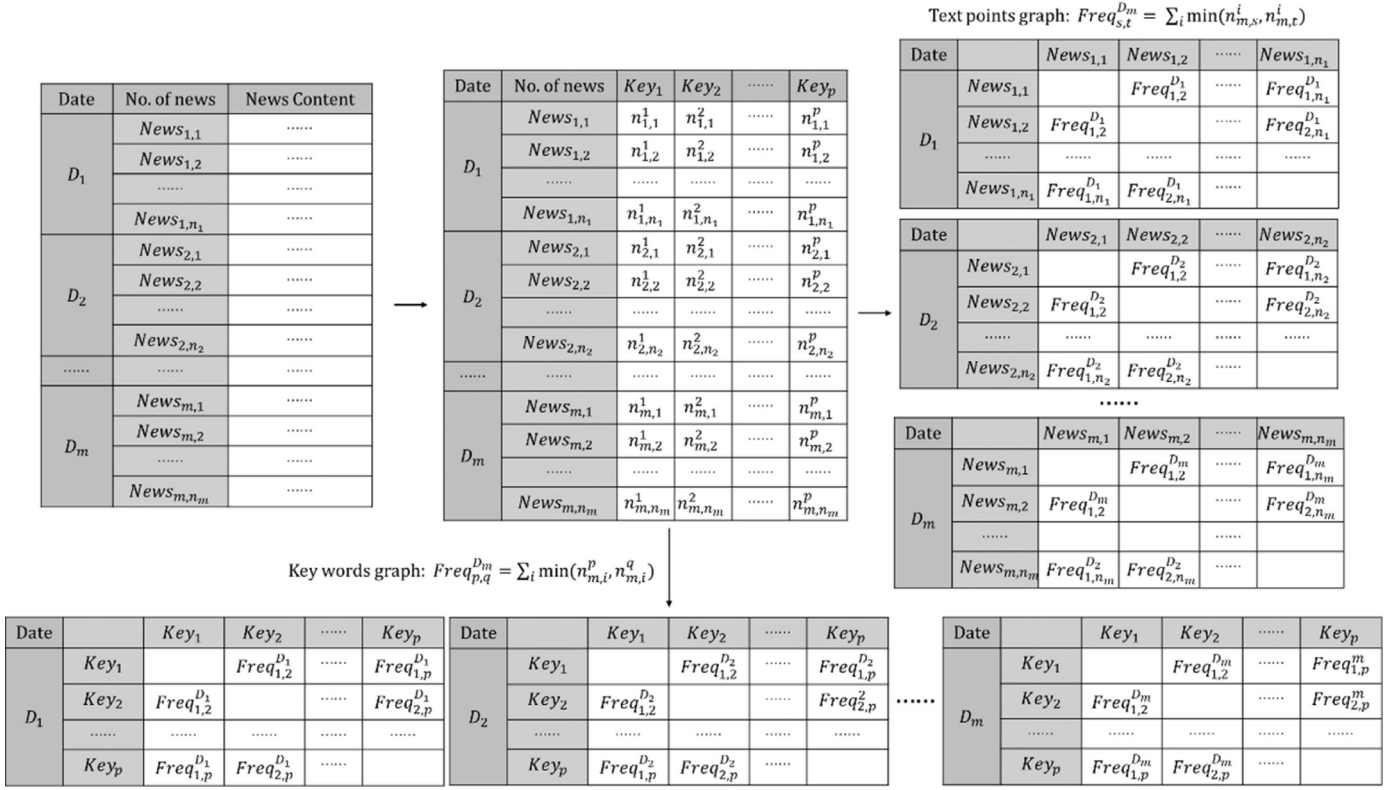 Text points graph: $Freq_{s,t}^{D_m} = \sum_i \min(n_{m,s}^i, n_{m,t}^i)$
Date No. of news News Content
$D_1$
$News_{1,1}$ ……
$News_{1,2}$ ……
…… ……
$News_{1,n_1}$ ……
$D_2$
$News_{2,1}$ ……
$News_{2,2}$ ……
…… ……
$News_{2,n_2}$ ……
…… …… ……
$D_m$
$News_{m,1}$ ……
$News_{m,2}$ ……
…… ……
$News_{m,n_m}$ ……
Date No. of news $Key_1$ $Key_2$ …… $Key_p$
$D_1$
$News_{1,1}$ $n_{1,1}^1$ $n_{1,1}^2$ …… $n_{1,1}^p$
$News_{1,2}$ $n_{1,2}^1$ $n_{1,2}^2$ …… $n_{1,2}^p$
…… …… …… …… ……
$News_{1,n_1}$ $n_{1,n_1}^1$ $n_{1,n_1}^2$ …… $n_{1,n_1}^p$
$D_2$
$News_{2,1}$ $n_{2,1}^1$ $n_{2,1}^2$ …… $n_{2,1}^p$
$News_{2,2}$ $n_{2,2}^1$ $n_{2,2}^2$ …… $n_{2,2}^p$
…… …… …… …… ……
$News_{2,n_2}$ $n_{2,n_2}^1$ $n_{2,n_2}^2$ …… $n_{2,n_2}^p$
…… …… …… …… …… ……
$D_m$
$News_{m,1}$ $n_{m,1}^1$ $n_{m,1}^2$ …… $n_{m,1}^p$
$News_{m,2}$ $n_{m,2}^1$ $n_{m,2}^2$ …… $n_{m,2}^p$
…… …… …… …… ……
$News_{m,n_m}$ $n_{m,n_m}^1$ $n_{m,n_m}^2$ …… $n_{m,n_m}^p$
Date $News_{1,1}$ $News_{1,2}$ …… $News_{1,n_1}$
$D_1$
$News_{1,1}$ $Freq_{1,2}^{D_1}$ …… $Freq_{1,n_1}^{D_1}$
$News_{1,2}$ $Freq_{1,2}^{D_1}$ …… $Freq_{2,n_1}^{D_1}$
…… …… …… …… ……
$News_{1,n_1}$ $Freq_{1,n_1}^{D_1}$ $Freq_{2,n_1}^{D_1}$ ……
Date $News_{2,1}$ $News_{2,2}$ …… $News_{2,n_2}$
$D_2$
$News_{2,1}$ $Freq_{1,2}^{D_2}$ …… $Freq_{1,n_2}^{D_2}$
$News_{2,2}$ $Freq_{1,2}^{D_2}$ …… $Freq_{2,n_2}^{D_2}$
…… …… …… …… ……
$News_{2,n_2}$ $Freq_{1,n_2}^{D_2}$ $Freq_{2,n_2}^{D_2}$ ……
……
Date $News_{m,1}$ $News_{m,2}$ …… $News_{m,n_m}$
$D_m$
$News_{m,1}$ $Freq_{1,2}^{D_m}$ …… $Freq_{1,n_m}^{D_m}$
$News_{m,2}$ $Freq_{1,2}^{D_m}$ …… $Freq_{2,n_m}^{D_m}$
…… ……
$News_{m,n_m}$ $Freq_{1,n_m}^{D_2}$ $Freq_{2,n_m}^{D_2}$ ……
Key words graph: $Freq_{p,q}^{D_m} = \sum_i \min(n_{m,i}^p, n_{m,i}^q)$
Date $Key_1$ $Key_2$ …… $Key_p$
$D_1$
$Key_1$ $Freq_{1,2}^{D_1}$ …… $Freq_{1,p}^{D_1}$
$Key_2$ $Freq_{1,2}^{D_1}$ $Freq_{2,p}^{D_1}$
…… …… …… …… ……
$Key_p$ $Freq_{1,p}^{D_1}$ $Freq_{2,p}^{D_1}$ ……
Date $Key_1$ $Key_2$ …… $Key_p$
$D_2$
$Key_1$ $Freq_{1,2}^{D_2}$ …… $Freq_{1,p}^{D_2}$
$Key_2$ $Freq_{1,2}^{D_2}$ $Freq_{2,p}^{2}$
…… …… …… …… ……
$Key_p$ $Freq_{1,p}^{D_2}$ $Freq_{2,p}^{D_2}$ ……
……
Date $Key_1$ $Key_2$ …… $Key_p$
$D_m$
$Key_1$ $Freq_{1,2}^{D_m}$ …… $Freq_{1,p}^{m}$
$Key_2$ $Freq_{1,2}^{D_m}$ …… $Freq_{2,p}^{m}$
…… …… …… …… ……
$Key_p$ $Freq_{1,p}^{D_m}$ $Freq_{2,p}^{D_m}$ ……